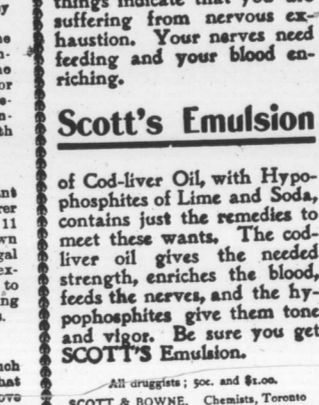 things indicate that you are
suffering from nervous ex-
haustion. Your nerves need
feeding and your blood en-
riching.
Scott's Emulsion
of Cod-liver Oil, with Hypo-
phosphites of Lime and Soda,
contains just the remedies to
meet these wants. The cod-
liver oil gives the needed
strength, enriches the blood,
feeds the nerves, and the hy-
pophosphites give them tone
and vigor. Be sure you get
SCOTT'S Emulsion.
All druggists; 50c. and $1.00.
SCOTT & BOWNE, Chemists, Toronto